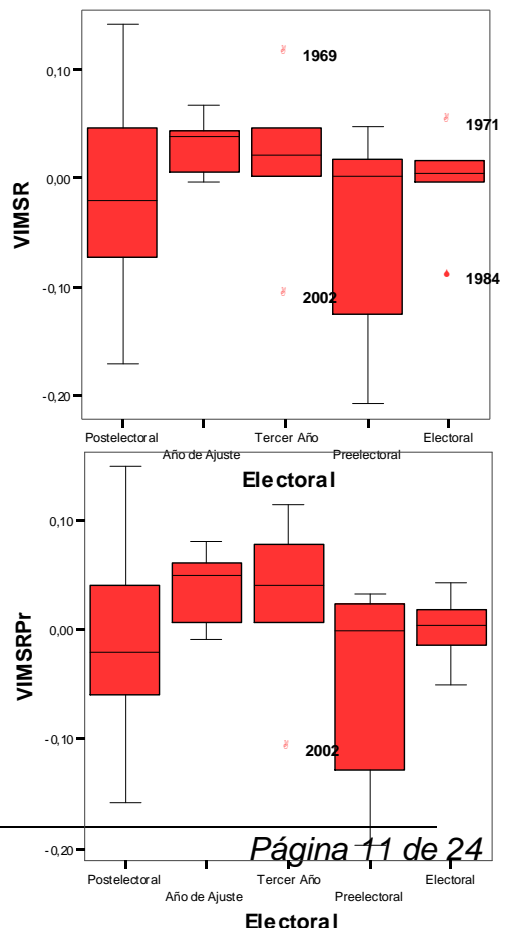 0,10
1969
1971
0,00
VIMSR
-0,10
2002
1984
-0,20
Postelectoral
Tercer Año
Electoral
Año de Ajuste
Preelectoral
Electoral
0,10
0,00
VIMSRPr
-0,10
2002
-0,20
Página 11 de 24
Postelectoral
Tercer Año
Electoral
Año de Ajuste
Preelectoral
Electoral